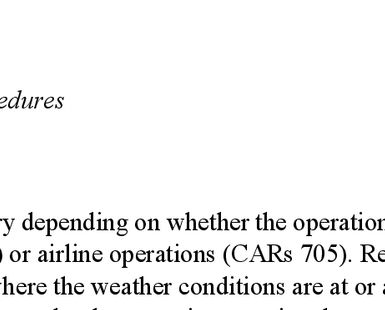 edures
ry depending on whether the operation
) or airline operations (CARs 705). Re
here the weather conditions are at or a